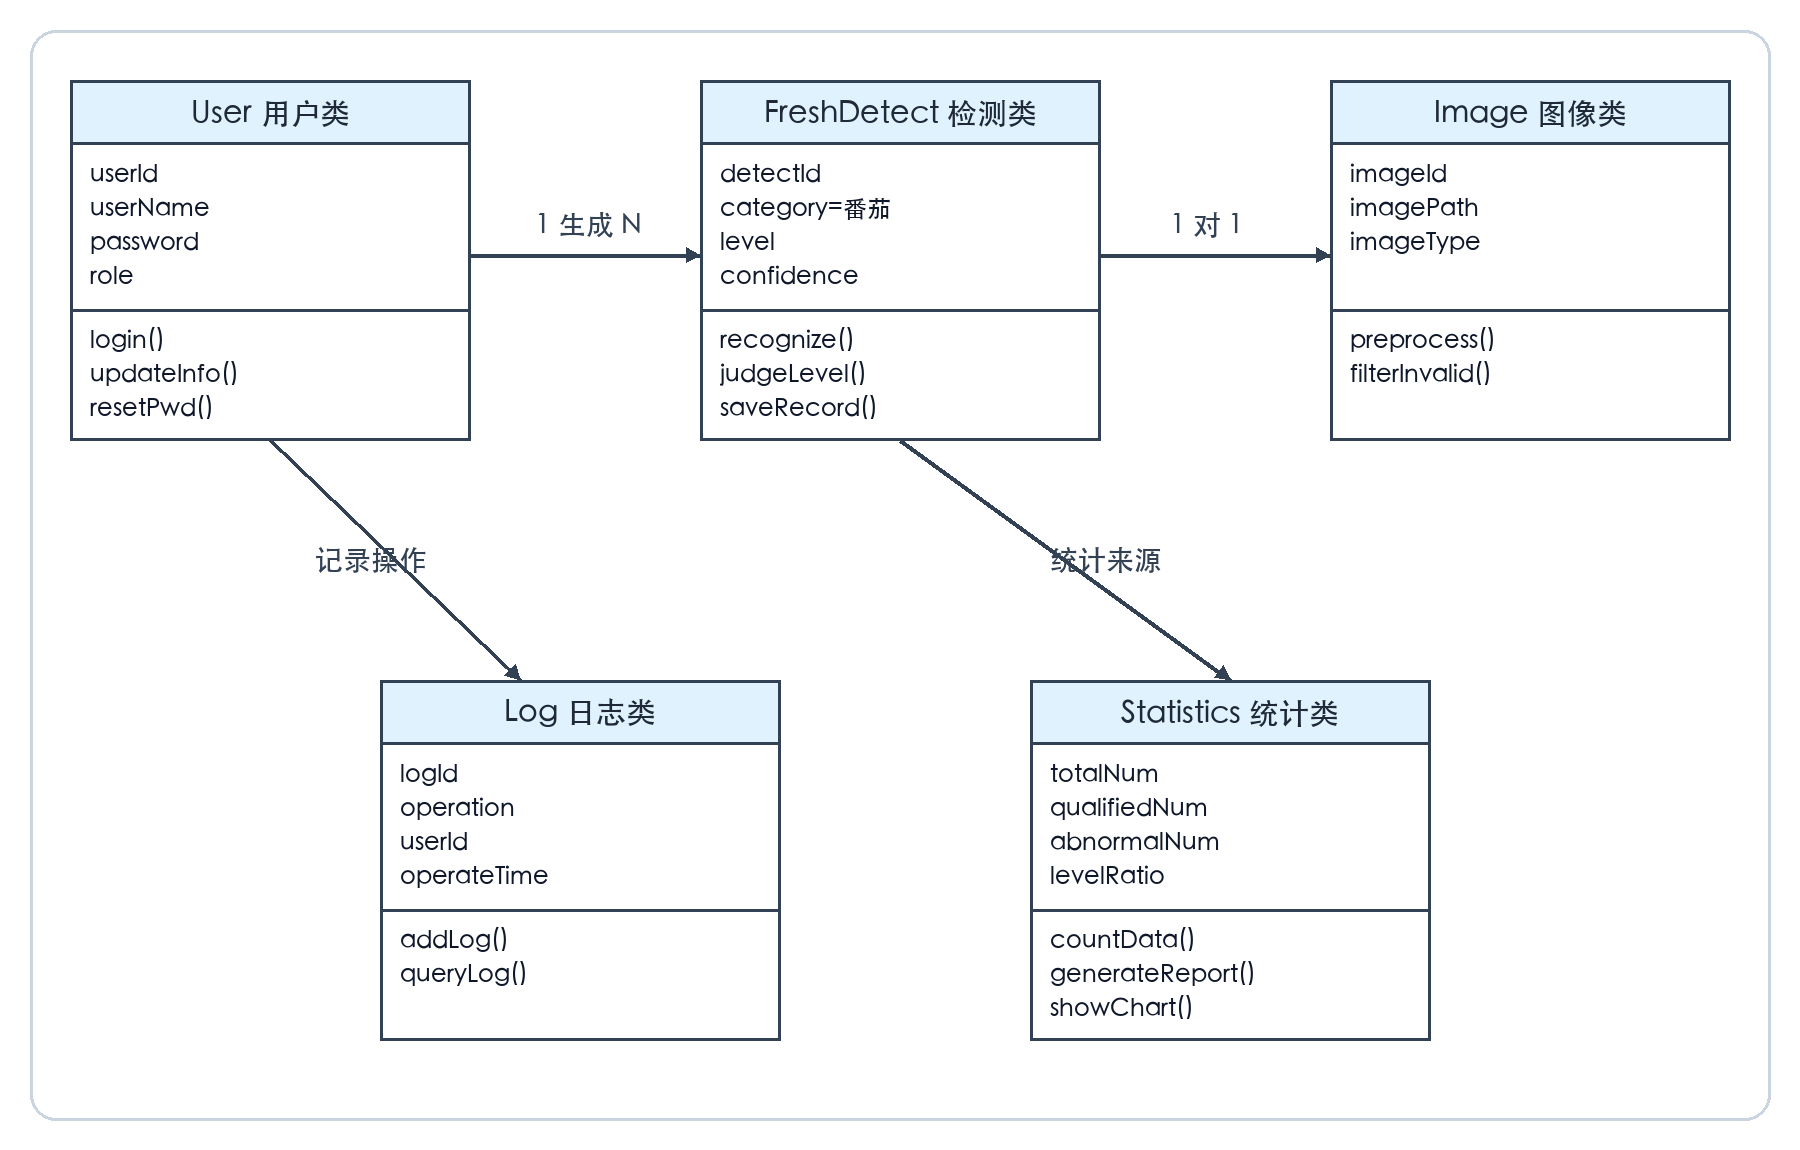 User 用户类
userId
userName
password
role
login()
updateInfo()
resetPwd()
1 生成 N
FreshDetect 检测类
detectId
category=番茄
level
confidence
recognize()
judgeLevel()
saveRecord()
1 对 1
Image 图像类
imageId
imagePath
imageType
preprocess()
filterInvalid()
记录操作
统计来源
Log 日志类
logId
operation
userId
operateTime
addLog()
queryLog()
Statistics 统计类
totalNum
qualifiedNum
abnormalNum
levelRatio
countData()
generateReport()
showChart()